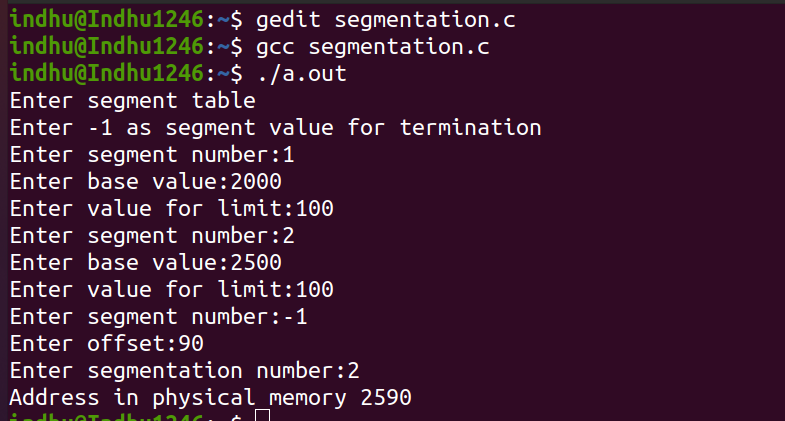 indhu@Indhu1246:~$ gedit segmentation.c
indhu@Indhu1246:~$ gcc segmentation.c
indhu@Indhu1246:~$ ./a.out
Enter segment table
Enter -1 as segment value for termination
Enter segment number:1
Enter base value:2000
Enter value for limit:100
Enter segment number:2
Enter base value:2500
Enter value for limit:100
Enter segment number:-1
Enter offset:90
Enter segmentation number:2
Address in physical memory 2590
indhu@Indhu1246:~$